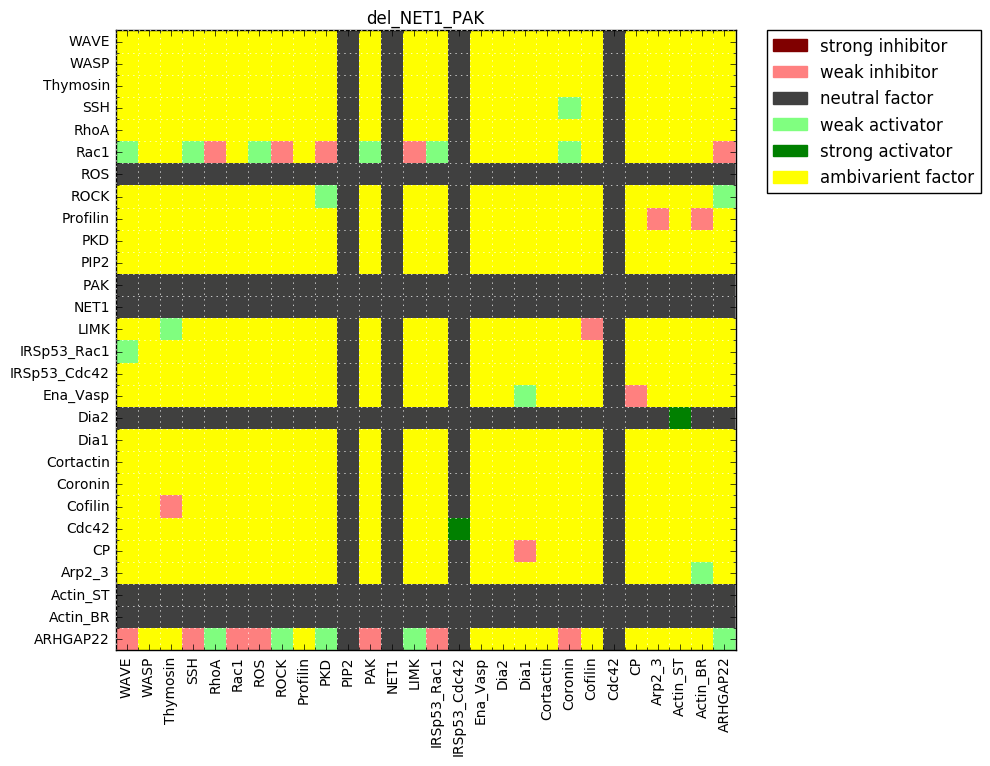 del_NET1_PAK
WAVE
WASP
Thymosin
SSH
RhoA
Rac1
ROS
ROCK
Profilin
PKD
PIP2
PAK
NET1
LIMK
IRSp53_Rac1
IRSp53_Cdc42
Ena_Vasp
Dia2
Dia1
Cortactin
Coronin
Cofilin
Cdc42
CP
Arp2_3
Actin_ST
Actin_BR
ARHGAP22
WAVE
WASP
Thymosin
SSH
RhoA
Rac1
ROS
ROCK
Profilin
PKD
PIP2
PAK
NET1
LIMK
IRSp53_Rac1
IRSp53_Cdc42
Ena_Vasp
Dia2
Dia1
Cortactin
Coronin
Cofilin
Cdc42
CP
Arp2_3
Actin_ST
Actin_BR
ARHGAP22
strong inhibitor
weak inhibitor
neutral factor
weak activator
strong activator
ambivarient factor